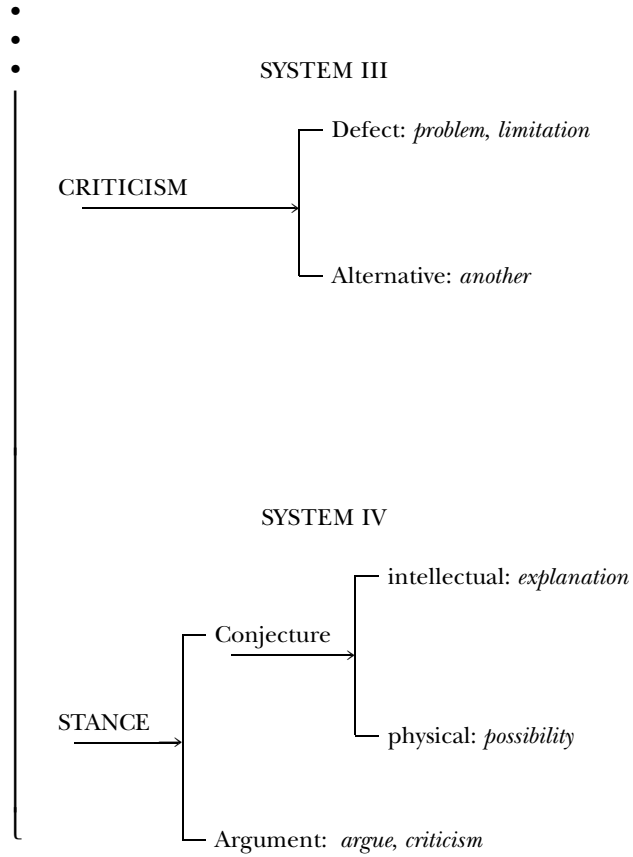 SYSTEM III
Defect: problem, limitation
CRITICISM
Alternative: another
SYSTEM IV
intellectual: explanation
Conjecture
STANCE
physical: possibility
Argument: argue, criticism